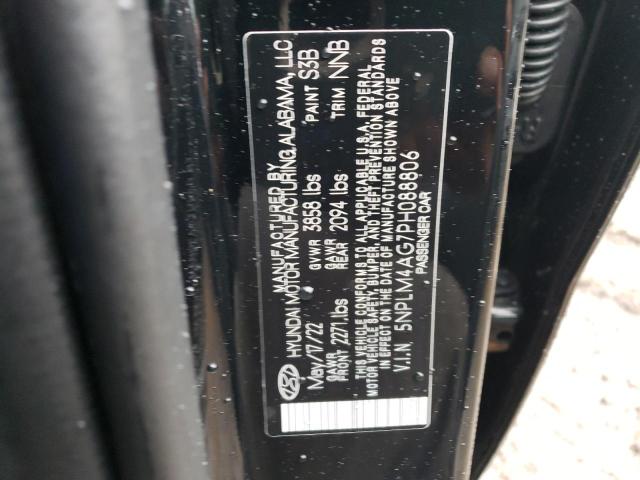 MANUFACTURED BY
HYUNDAI MOTOR MANUFACTURING ALABAMA, LLC
May/17/22 GVWR 3858 lbs PAINT S3B
GAWR FRONT 2271 lbs GAWR REAR 2094 lbs TRIM NNB
THIS VEHICLE CONFORMS TO ALL APPLICABLE U.S.A. FEDERAL
MOTOR VEHICLE SAFETY, BUMPER, AND THEFT PREVENTION STANDARDS
IN EFFECT ON THE DATE OF MANUFACTURE SHOWN ABOVE
V.I.N 5NPLM4AG7PH088806
PASSENGER CAR